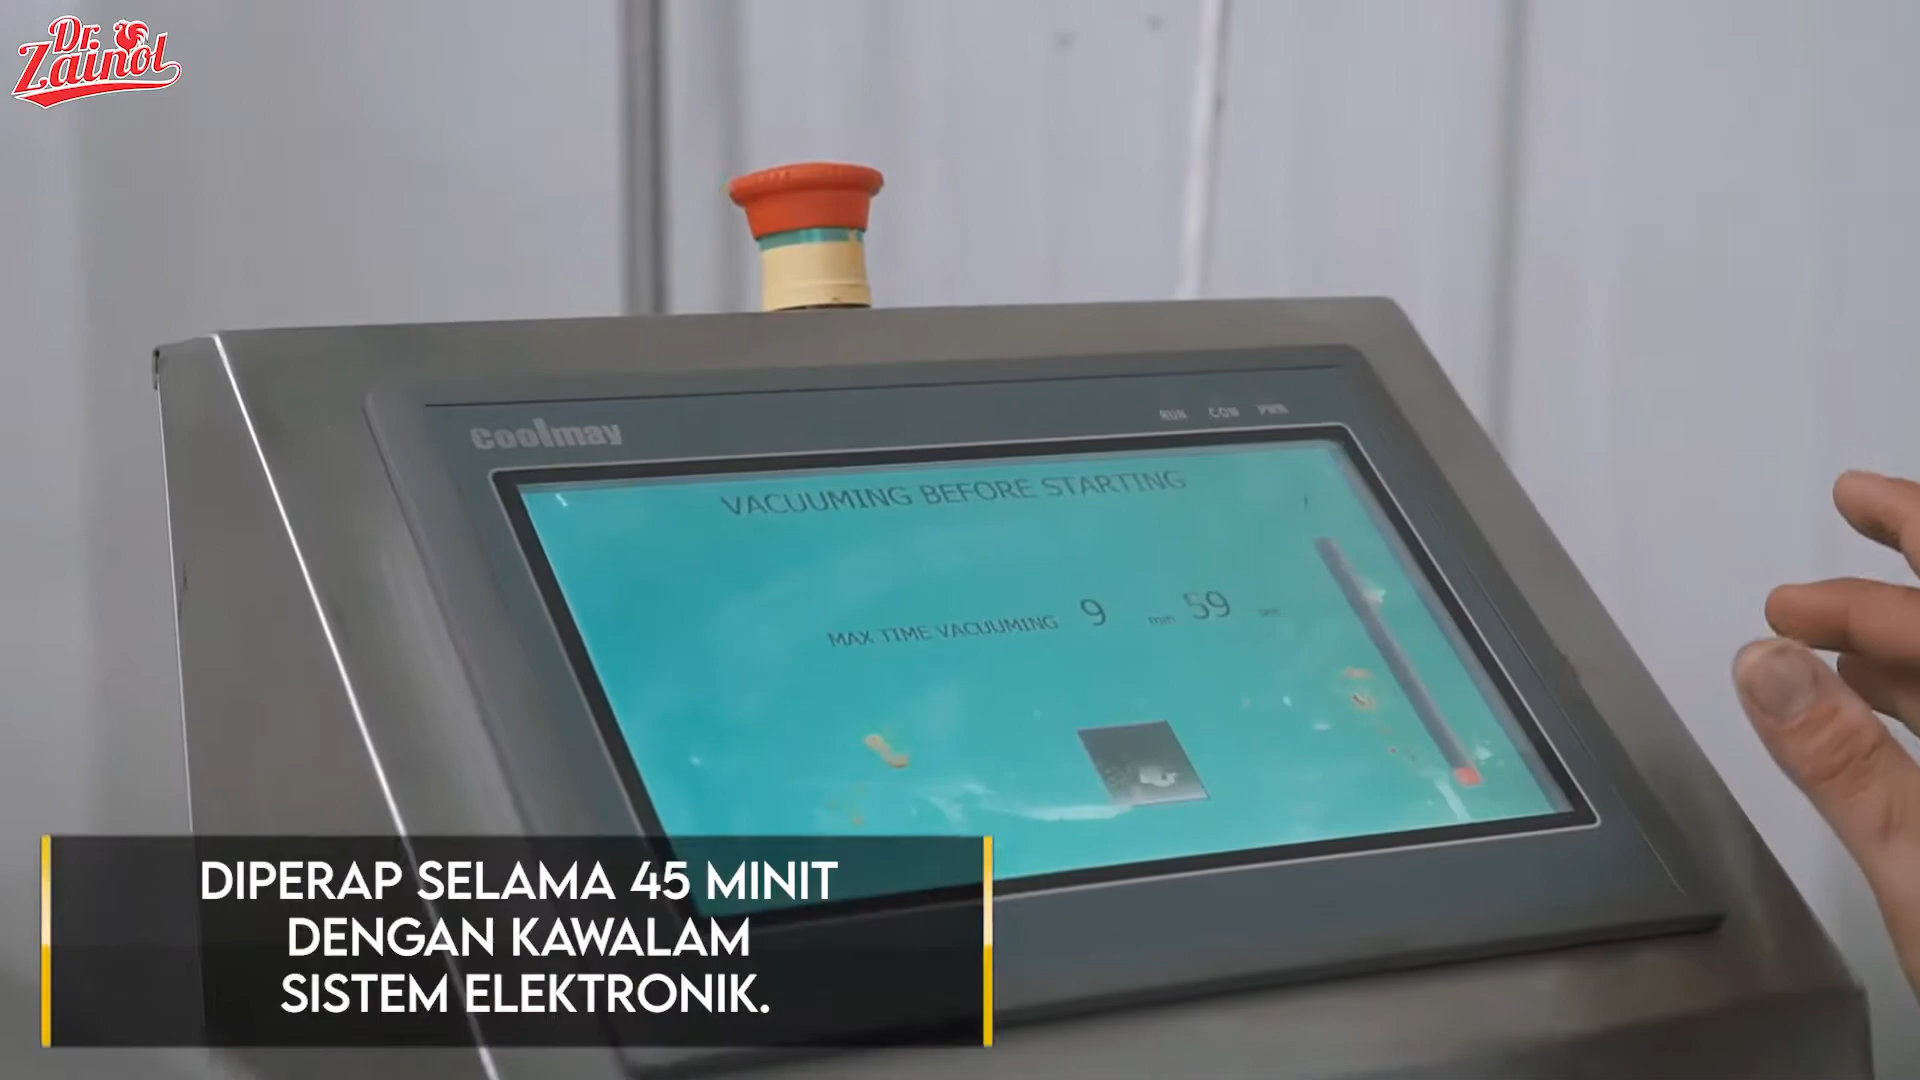 Dr.
Zainol
coolmay
RUN COM PWR
VACUUMING BEFORE STARTING
MAX TIME VACUUMING 9 min 59
DIPERAP SELAMA 45 MINIT
DENGAN KAWALAM
SISTEM ELEKTRONIK.